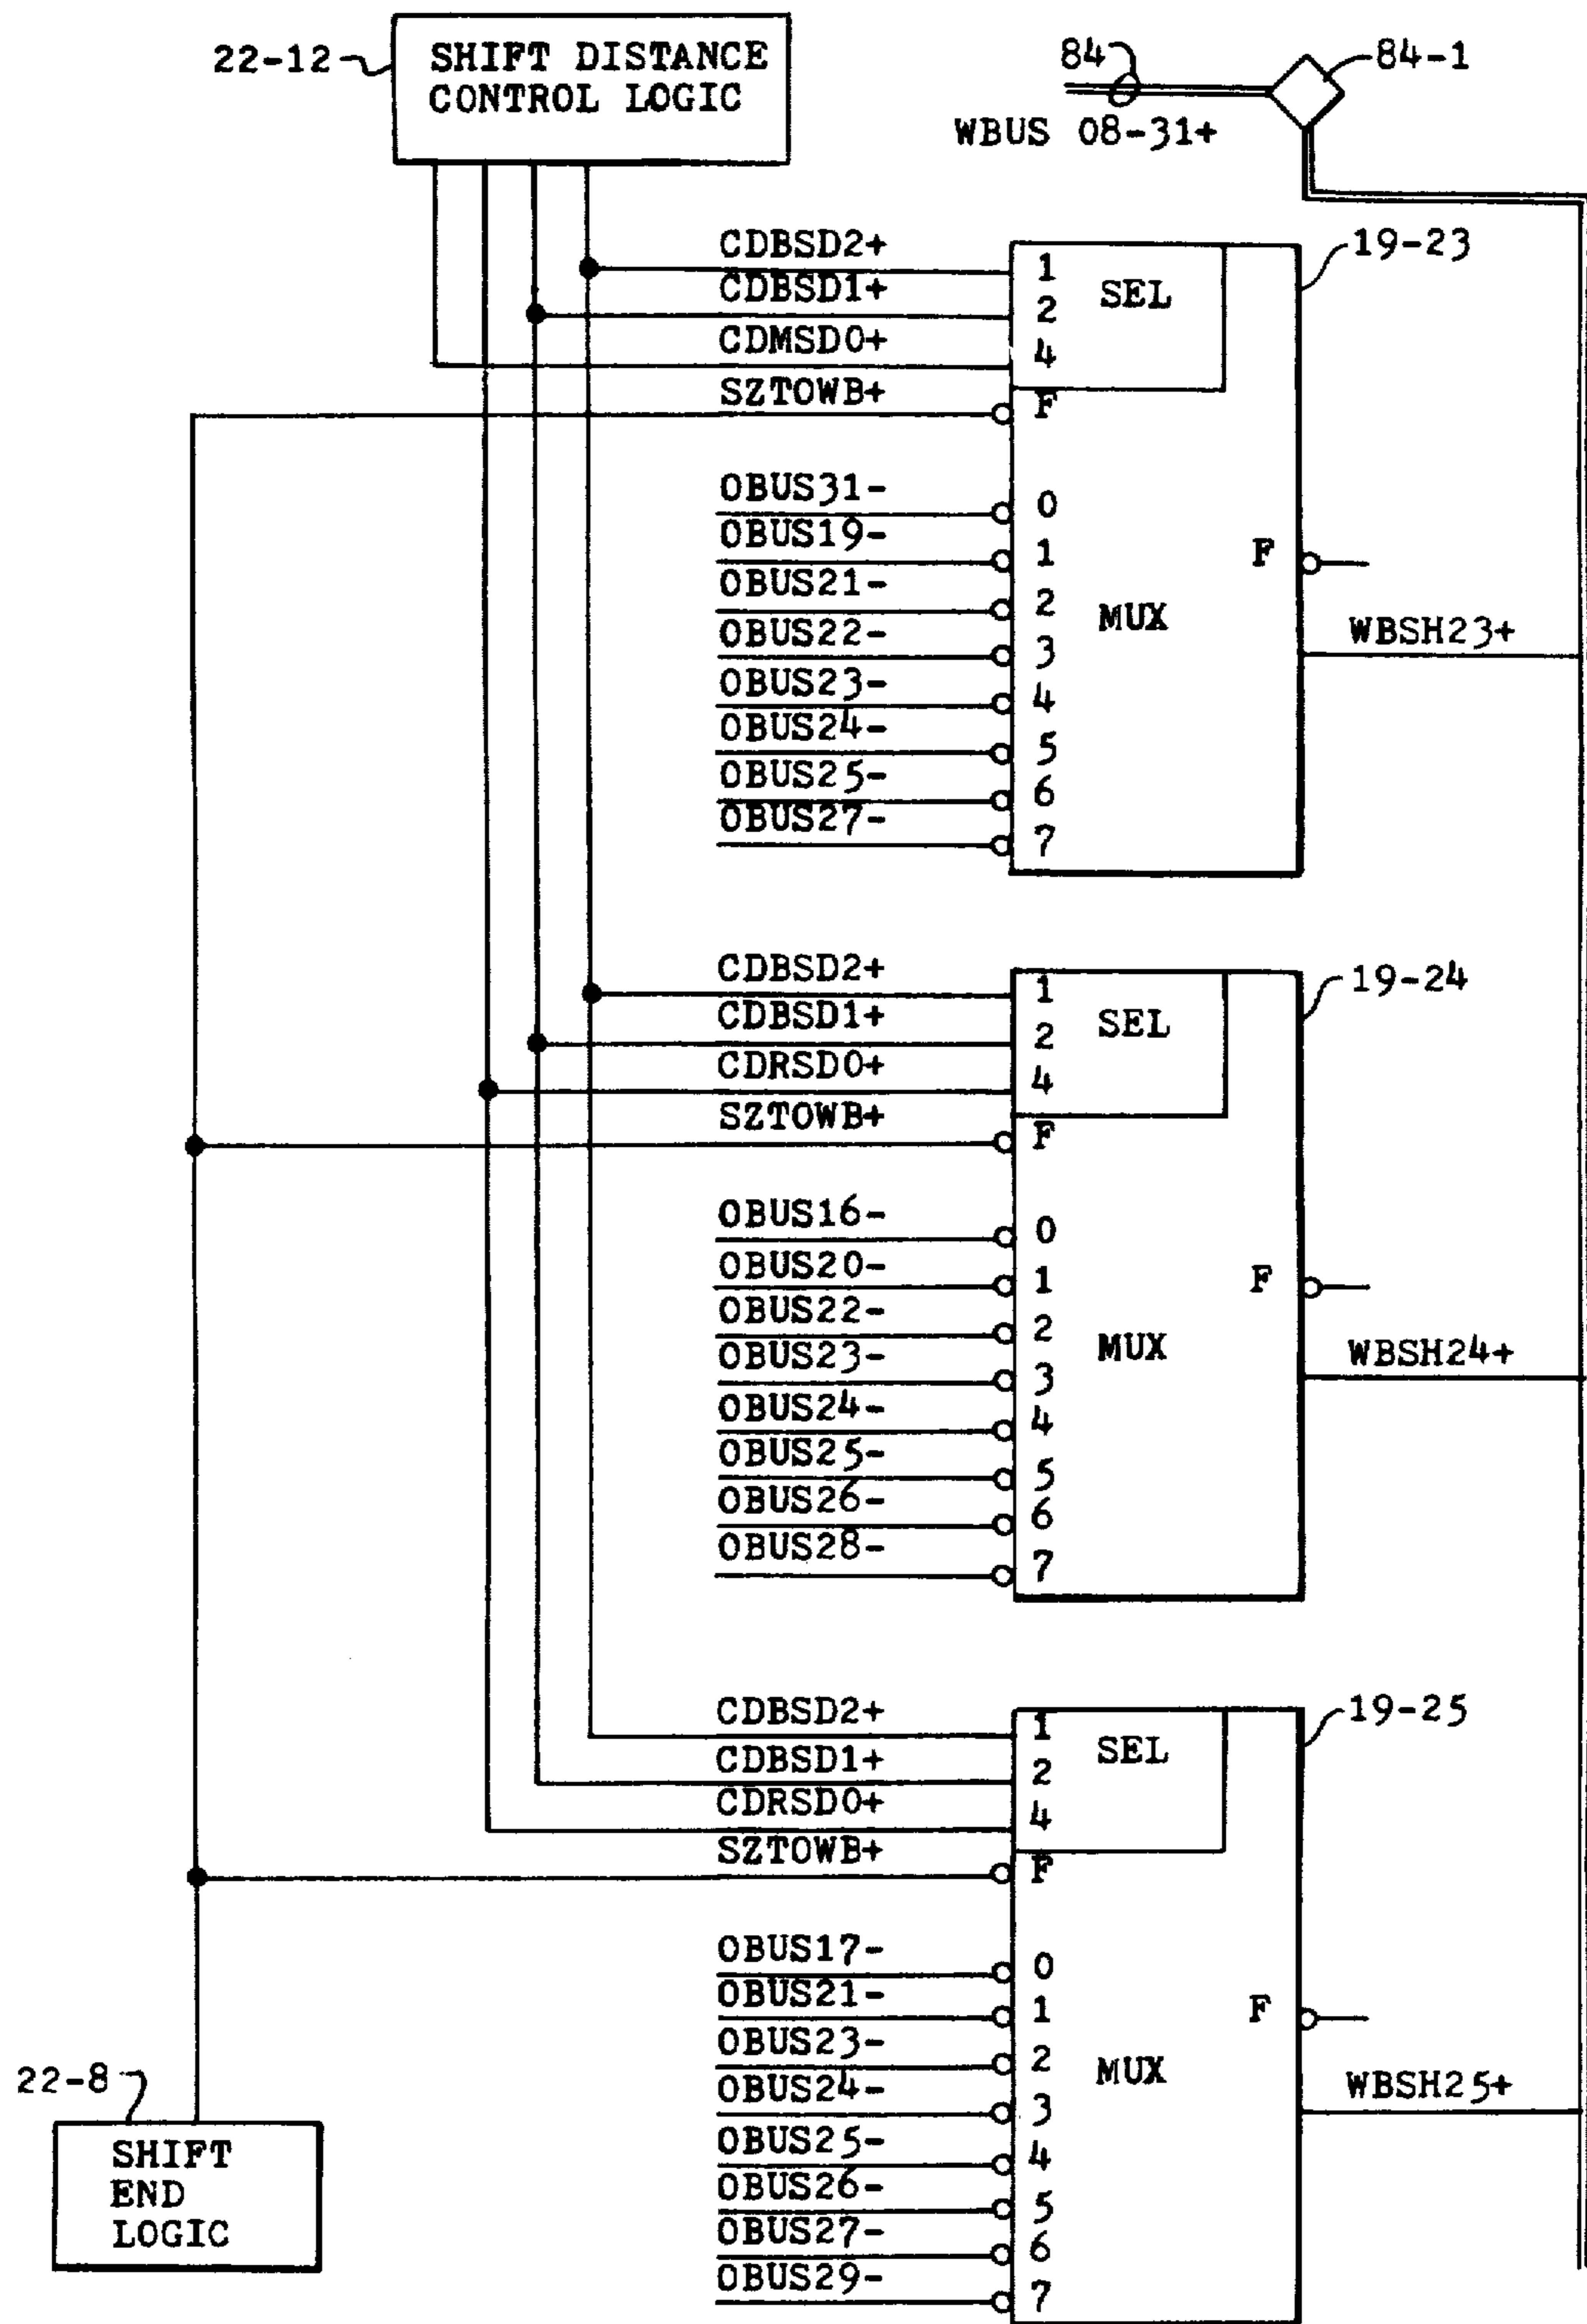 22-12
SHIFT DISTANCE
CONTROL LOGIC
84
84-1
WBUS 08-31+
CDBSD2+
CDBSD1+
CDMSD0+
SZTOWB+
1
2
4
SEL
F
19-23
OBUS31-
OBUS19-
OBUS21-
OBUS22-
OBUS23-
OBUS24-
OBUS25-
OBUS27-
0
1
2
3
4
5
6
7
MUX
F
WBSH23+
CDBSD2+
CDBSD1+
CDRSD0+
SZTOWB+
1
2
4
SEL
F
19-24
OBUS16-
OBUS20-
OBUS22-
OBUS23-
OBUS24-
OBUS25-
OBUS26-
OBUS28-
0
1
2
3
4
5
6
7
MUX
F
WBSH24+
CDBSD2+
CDBSD1+
CDRSD0+
SZTOWB+
1
2
4
SEL
F
19-25
OBUS17-
OBUS21-
OBUS23-
OBUS24-
OBUS25-
OBUS26-
OBUS27-
OBUS29-
0
1
2
3
4
5
6
7
MUX
F
WBSH25+
22-8
SHIFT
END
LOGIC